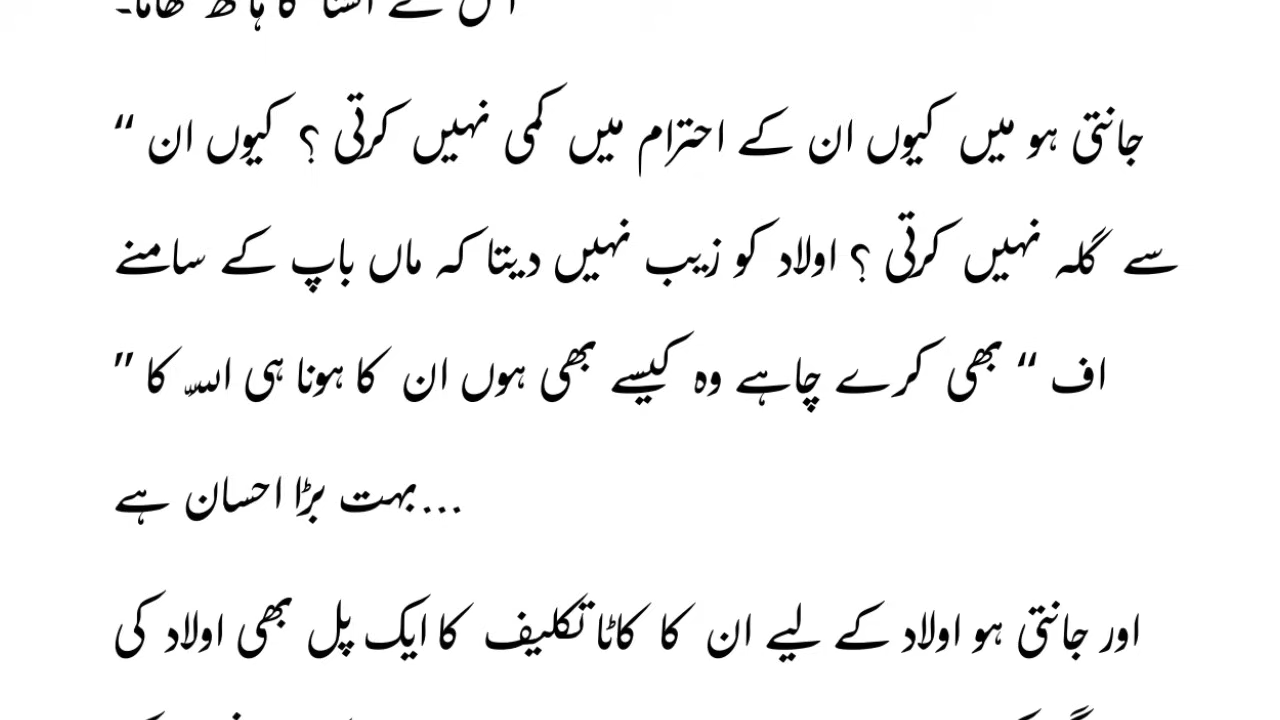 جانتی ہو میں کیوں ان کے احترام میں کمی نہیں کرتی ؟ کیوں ان “
سے گلہ نہیں کرتی ؟ اولاد کو زیب نہیں دیتا کہ ماں باپ کے سامنے
اف “ بھی کرے چاہے وہ کیسے بھی ہوں ان کا ہونا ہی اللہ کا ”
...بہت بڑا احسان ہے
اور جانتی ہو اولاد کے لیے ان کا کاٹا تکلیف کا ایک پل بھی اولاد کی